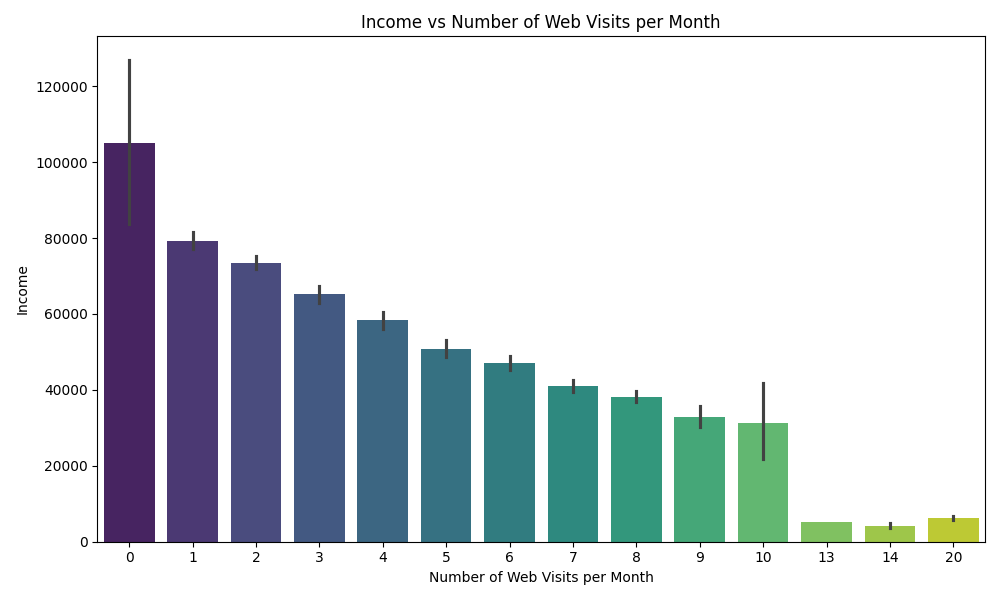 Income vs Number of Web Visits per Month
Income
120000
100000
80000
60000
40000
20000
0
0 1 2 3 4 5 6 7 8 9 10 13 14 20
Number of Web Visits per Month